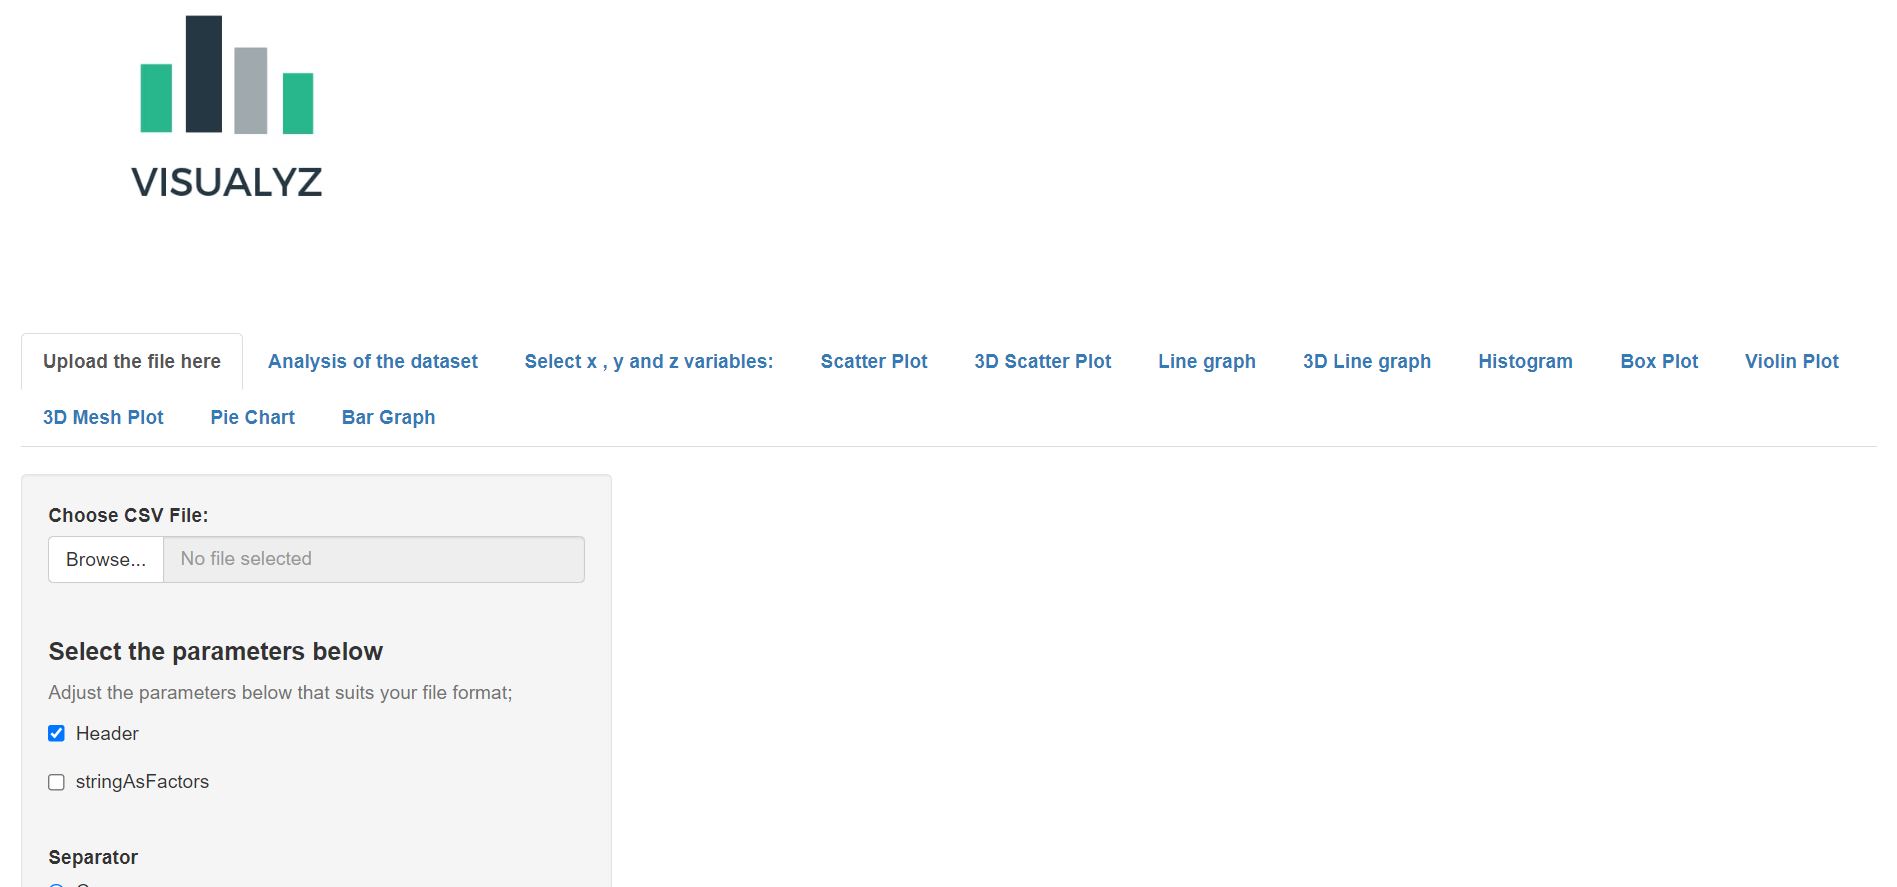 VISUALYZ
Upload the file here Analysis of the dataset Select x , y and z variables: Scatter Plot 3D Scatter Plot Line graph 3D Line graph Histogram Box Plot Violin Plot
3D Mesh Plot Pie Chart Bar Graph
Choose CSV File:
Browse... No file selected
Select the parameters below
Adjust the parameters below that suits your file format;
Header
stringAsFactors
Separator